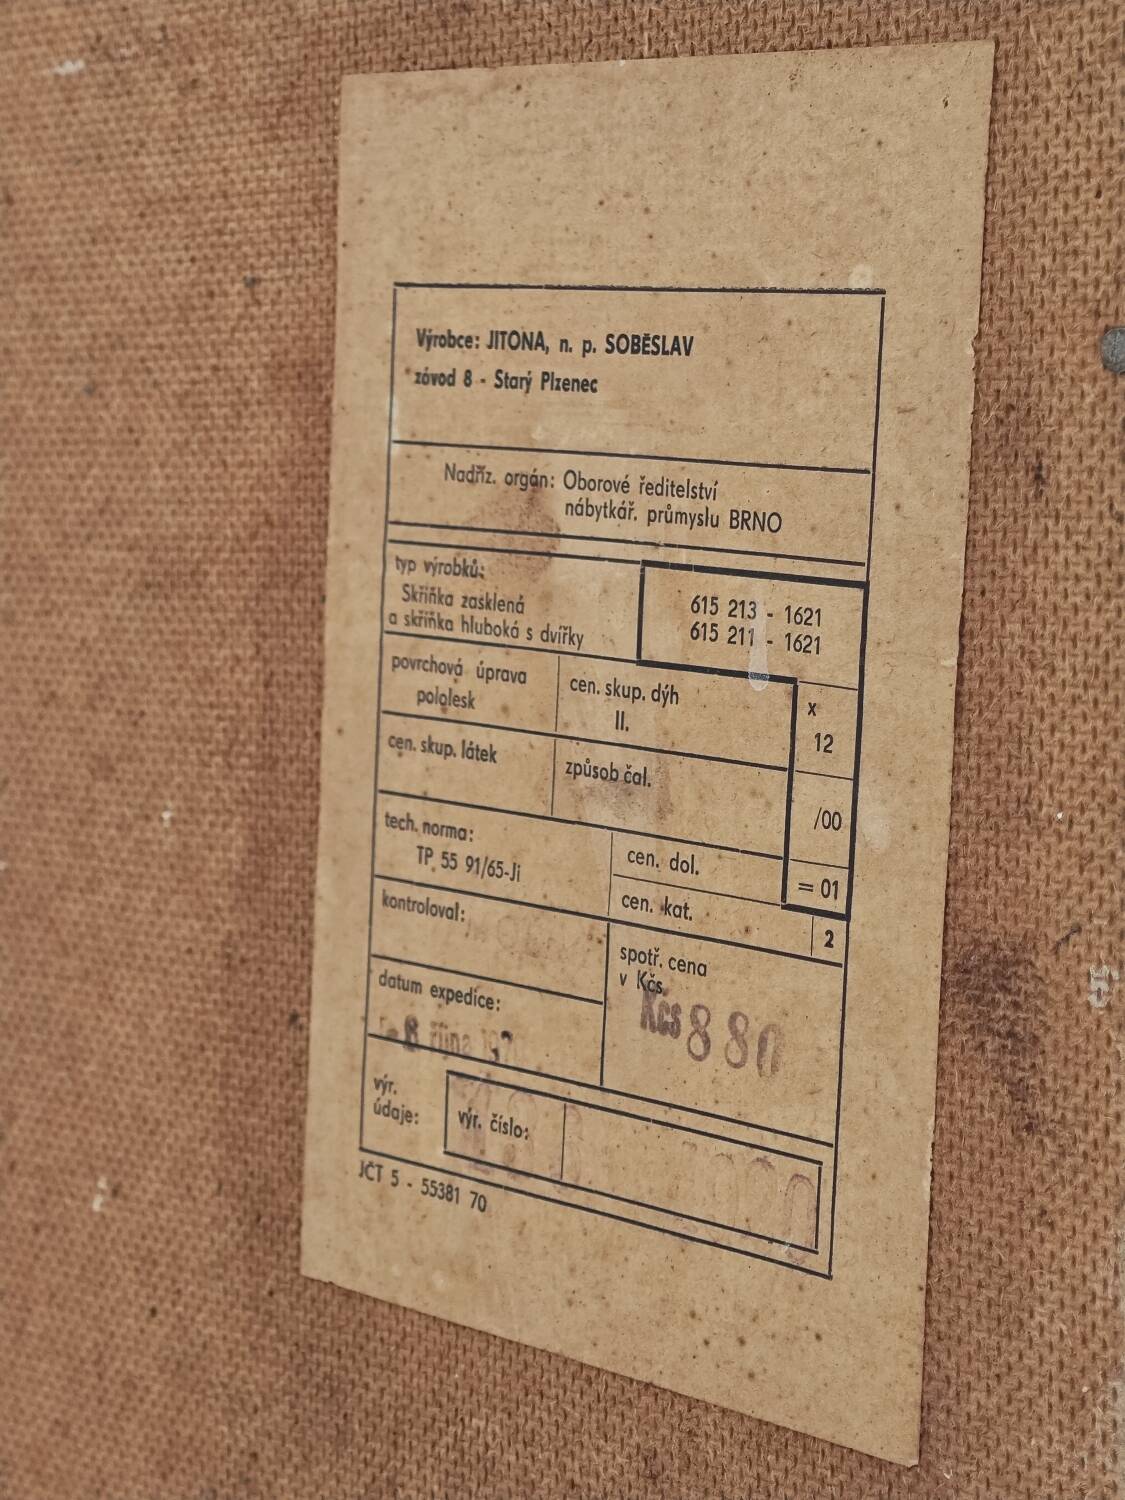 Výrobce: JITONA, n. p. SOBĚSLAV
závod 8 - Starý Plzenec
Nadříz. orgán: Oborové ředitelství
nábytkář. průmyslu BRNO
typ výrobků:
Skříňka zasklená
a skříňka hluboká s dvířky
615 213 - 1621
615 211 - 1621
povrchová úprava
pololesk
cen. skup. dýh
II.
x
12
cen. skup. látek
způsob čal.
/00
tech. norma:
TP 55 91/65-Ji
cen. dol.
= 01
cen. kat.
2
kontroloval:
spotř. cena
v Kčs
Kčs 880
datum expedice:
8 října
výr.
údaje:
výr. číslo:
JČT 5 - 55381 70